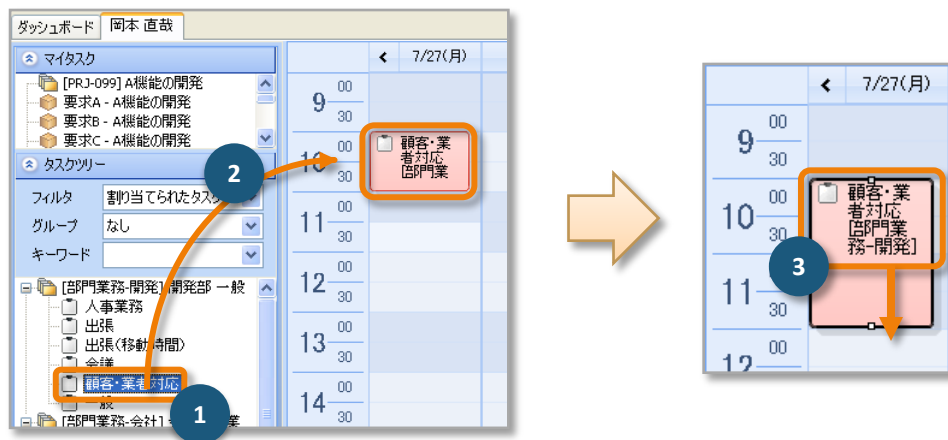 ダッシュボード
岡本 直哉
マイタスク
[PRJ-099] A機能の開発
要求A - A機能の開発
要求B - A機能の開発
要求C - A機能の開発
タスクツリー
フィルタ
割り当てられたタス
グループ
なし
キーワード
[部門業務-開発] 開発部 一般
人事業務
出張
出張(移動時間)
会議
顧客・業者対応
一般
[部門業務-会社]
業
1
2
7/27(月)
9 00
30
10 00
30
11 00
30
12 00
30
13 00
30
14 00
30
顧客・業
者対応
[部門業
7/27(月)
9 00
30
10 00
30
11 00
30
12 00
顧客・業
者対応
[部門業
務-開発]
3